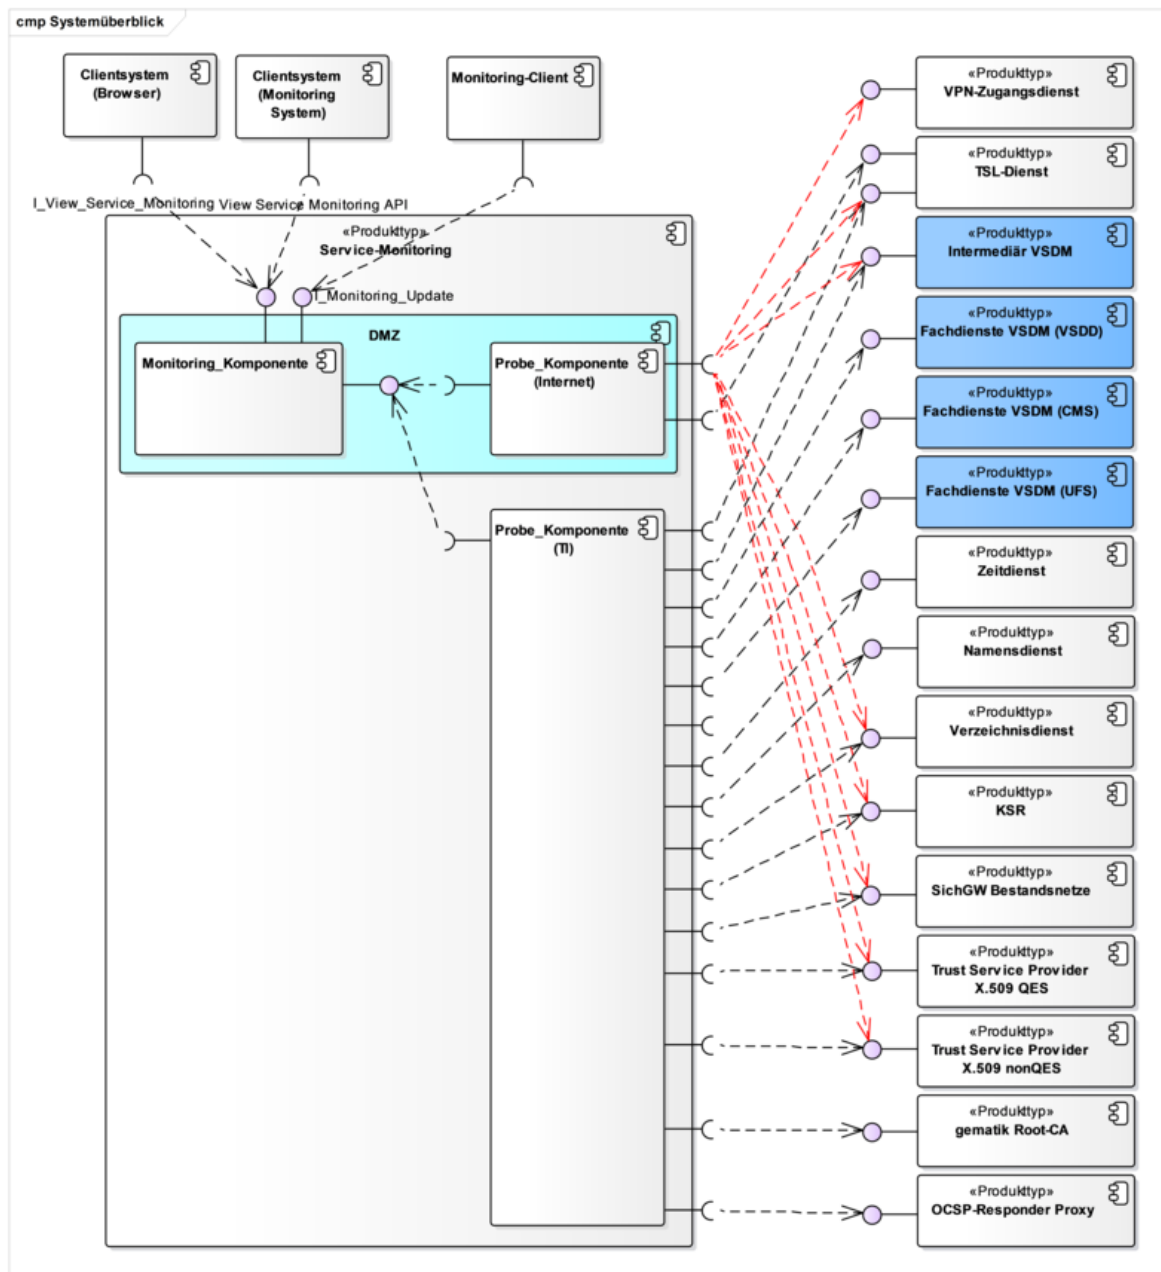 cmp Systemüberblick
Clientsystem
(Browser)
Clientsystem
(Monitoring
System)
Monitoring-Client
I_View_Service_Monitoring
View Service Monitoring API
«Produkttyp»
Service-Monitoring
I_Monitoring_Update
DMZ
Monitoring_Komponente
Probe_Komponente
(Internet)
Probe_Komponente
(TI)
«Produkttyp»
VPN-Zugangsdienst
«Produkttyp»
TSL-Dienst
«Produkttyp»
Intermediär VSDM
«Produkttyp»
Fachdienste VSDM (VSDD)
«Produkttyp»
Fachdienste VSDM (CMS)
«Produkttyp»
Fachdienste VSDM (UFS)
«Produkttyp»
Zeitdienst
«Produkttyp»
Namensdienst
«Produkttyp»
Verzeichnisdienst
«Produkttyp»
KSR
«Produkttyp»
SichGW Bestandsnetze
«Produkttyp»
Trust Service Provider
X.509 QES
«Produkttyp»
Trust Service Provider
X.509 nonQES
«Produkttyp»
gematik Root-CA
«Produkttyp»
OCSP-Responder Proxy